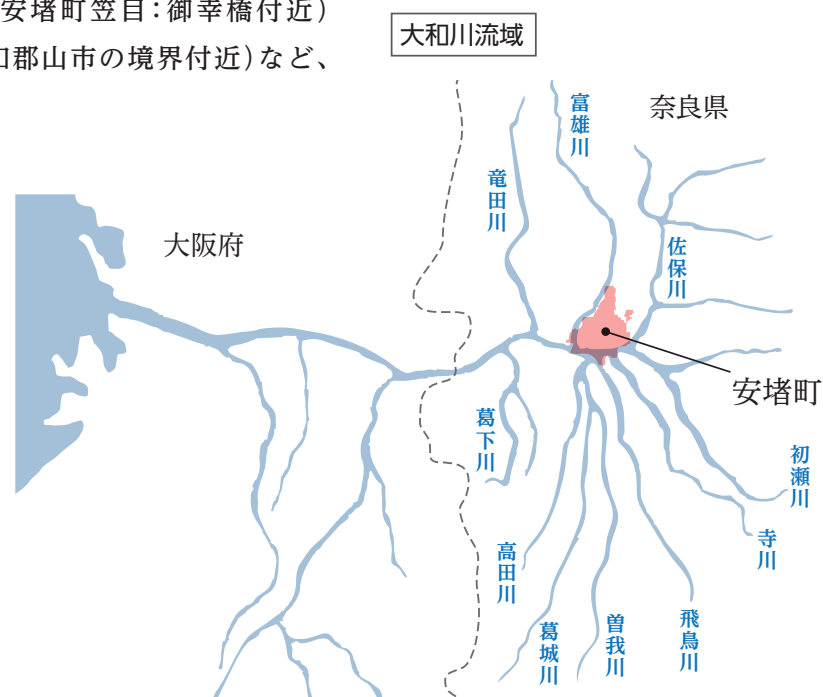 安堵町笠目：御幸橋付近）
郡山市の境界付近）など、
大和川流域
奈良県
富雄川
竜田川
大阪府
佐保川
安堵町
葛下川
初瀬川
寺川
高田川
葛城川
曽我川
飛鳥川